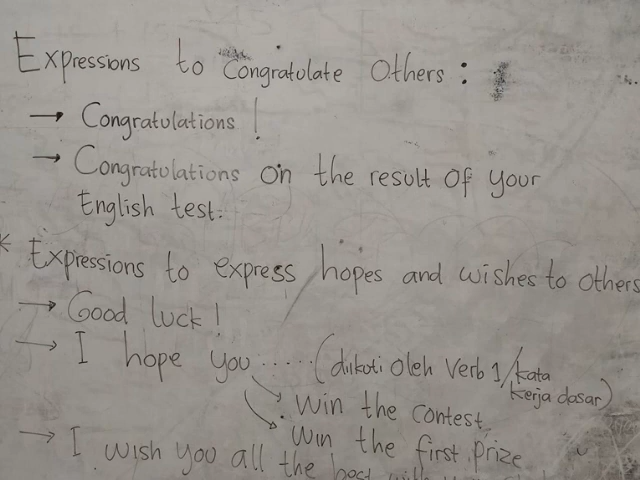 Expressions to Congratulate Others :
→ Congratulations !
→ Congratulations on the result of your
English test.
Expressions to express hopes and wishes to others
→ Good luck !
→ I hope you ..... ( diikuti oleh Verb 1 / kata
kerja dasar)
Win the contest
Win the first prize
→ I wish you all the best with